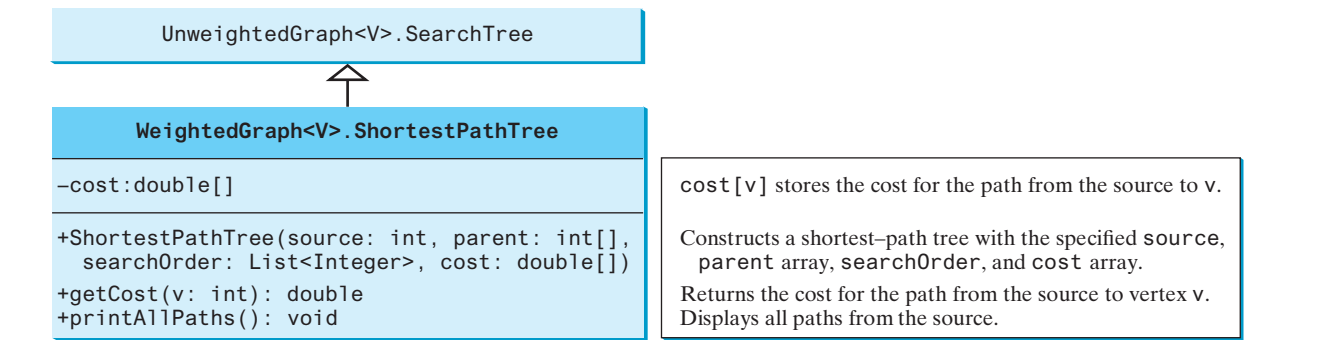 UnweightedGraph<V>.SearchTree
WeightedGraph<V>.ShortestPathTree
–cost:double[]
cost[v] stores the cost for the path from the source to v.
+ShortestPathTree(source: int, parent: int[],
searchOrder: List<Integer>, cost: double[])
Constructs a shortest–path tree with the specified source,
parent array, searchOrder, and cost array.
+getCost(v: int): double
Returns the cost for the path from the source to vertex v.
+printAllPaths(): void
Displays all paths from the source.